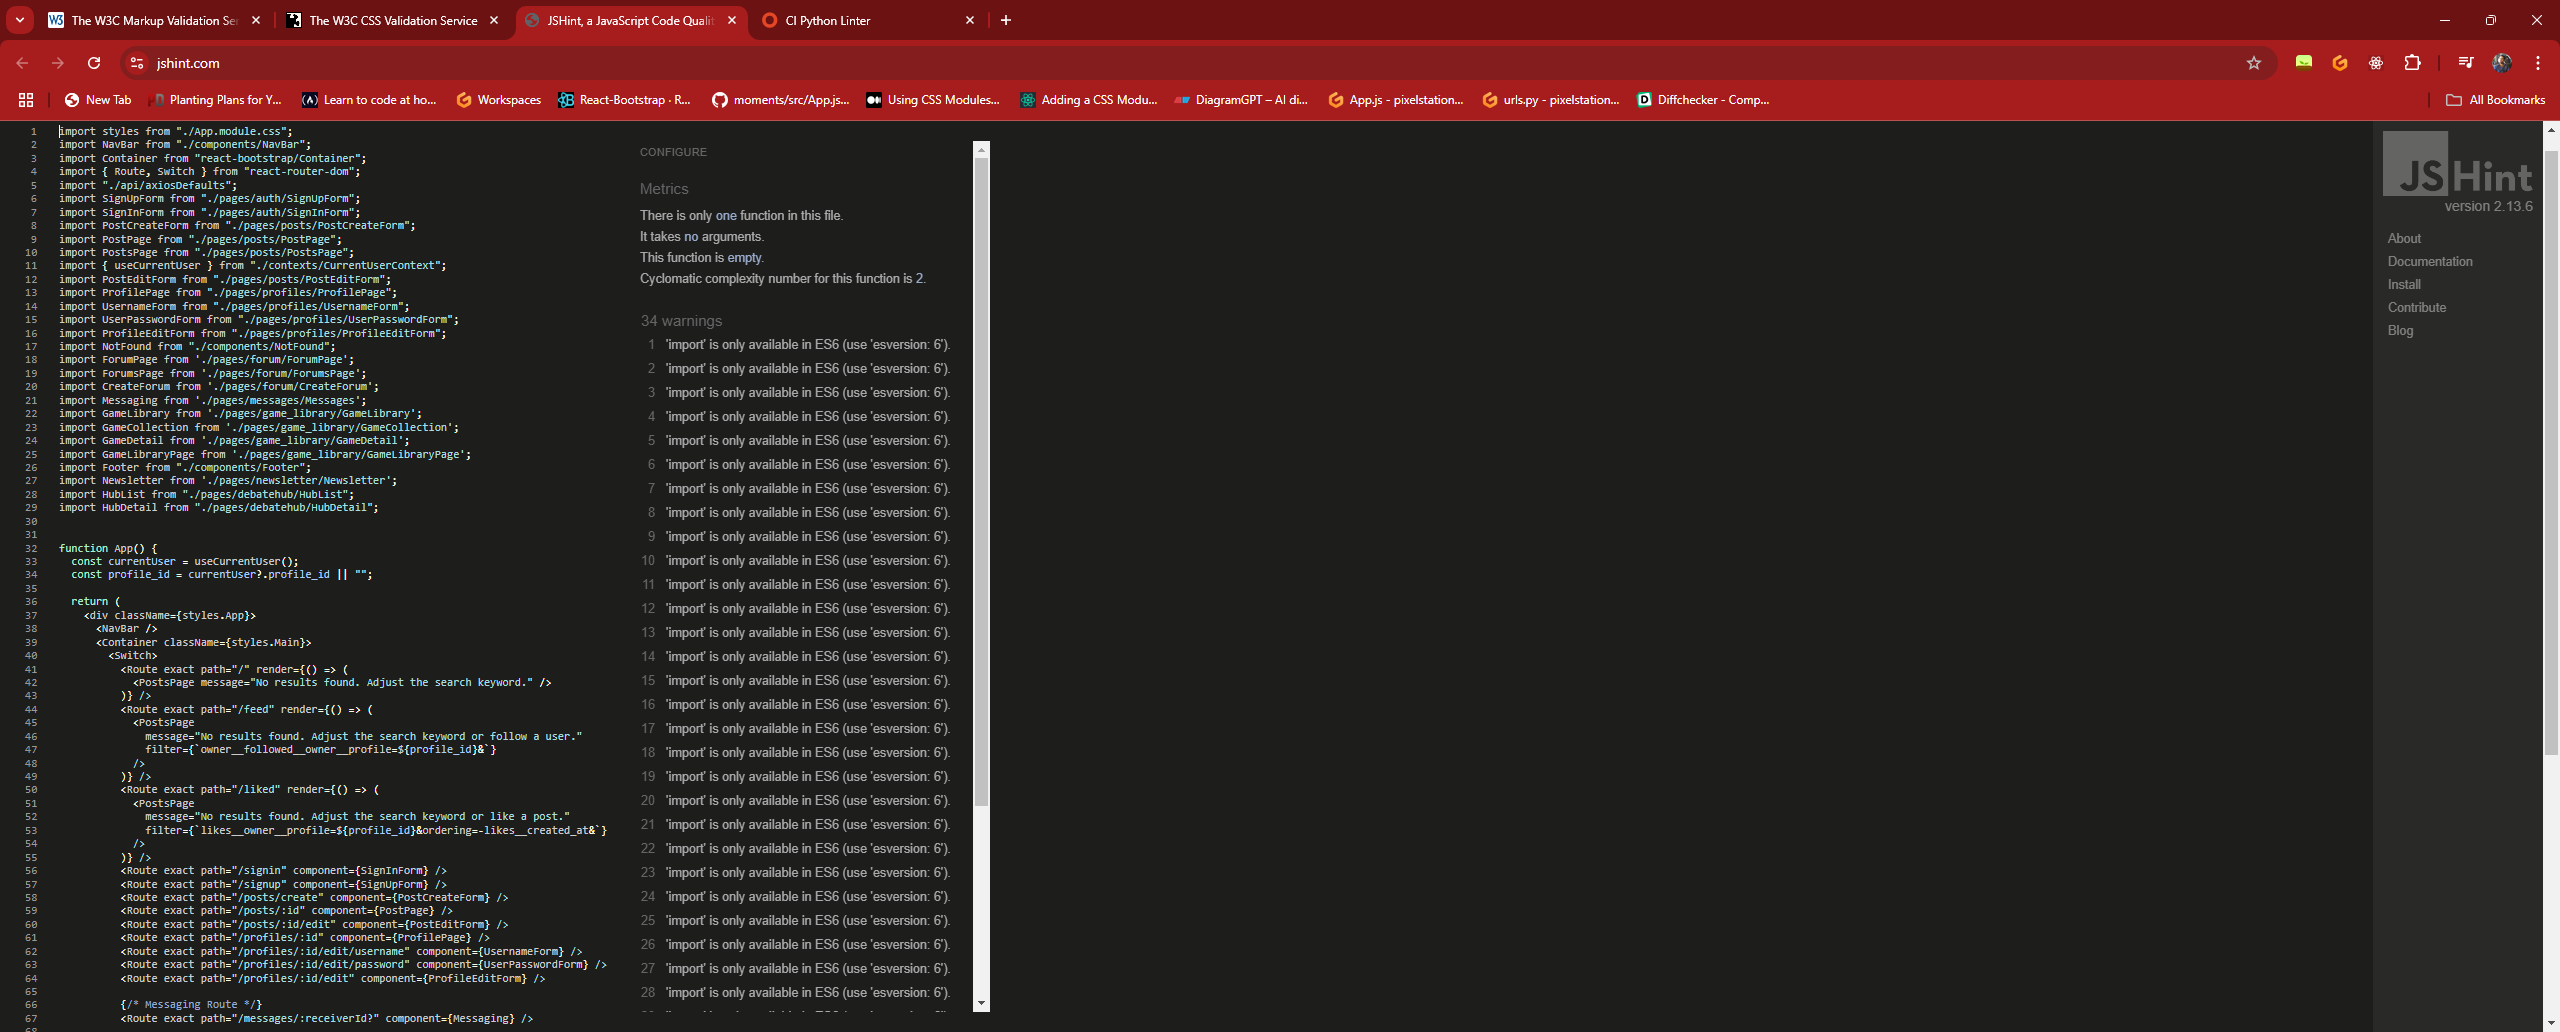 The W3C Markup Validation Se
The W3C CSS Validation Service
JSHint, a JavaScript Code Qualit
CI Python Linter
jshint.com
New Tab
Planting Plans for Y...
Learn to code at ho...
Workspaces
React-Bootstrap · R...
moments/src/App.js...
Using CSS Modules...
Adding a CSS Modu...
DiagramGPT – AI di...
App.js - pixelstation...
urls.py - pixelstation...
Diffchecker - Comp...
All Bookmarks
1 import styles from "./App.module.css";
2 import NavBar from "./components/NavBar";
3 import Container from "react-bootstrap/Container";
4 import { Route, Switch } from "react-router-dom";
5 import "./api/axiosDefaults";
6 import SignUpForm from "./pages/auth/SignUpForm";
7 import SignInForm from "./pages/auth/SignInForm";
8 import PostCreateForm from "./pages/posts/PostCreateForm";
9 import PostPage from "./pages/posts/PostPage";
10 import PostsPage from "./pages/posts/PostsPage";
11 import { useCurrentUser } from "./contexts/CurrentUserContext";
12 import PostEditForm from "./pages/posts/PostEditForm";
13 import ProfilePage from "./pages/profiles/ProfilePage";
14 import UsernameForm from "./pages/profiles/UsernameForm";
15 import UserPasswordForm from "./pages/profiles/UserPasswordForm";
16 import ProfileEditForm from "./pages/profiles/ProfileEditForm";
17 import NotFound from "./components/NotFound";
18 import ForumPage from './pages/forum/ForumPage';
19 import ForumsPage from './pages/forum/ForumsPage';
20 import CreateForum from './pages/forum/CreateForum';
21 import Messaging from './pages/messages/Messages';
22 import GameLibrary from './pages/game_library/GameLibrary';
23 import GameCollection from './pages/game_library/GameCollection';
24 import GameDetail from './pages/game_library/GameDetail';
25 import GameLibraryPage from './pages/game_library/GameLibraryPage';
26 import Footer from "./components/Footer";
27 import Newsletter from './pages/newsletter/Newsletter';
28 import HubList from "./pages/debatehub/HubList";
29 import HubDetail from "./pages/debatehub/HubDetail";
30
31
32 function App() {
33 const currentUser = useCurrentUser();
34 const profile_id = currentUser?.profile_id || "";
35
36 return (
37 <div className={styles.App}>
38 <NavBar />
39 <Container className={styles.Main}>
40 <Switch>
41 <Route exact path="/" render={() => (
42 <PostsPage message="No results found. Adjust the search keyword." />
43 )} />
44 <Route exact path="/feed" render={() => (
45 <PostsPage
46 message="No results found. Adjust the search keyword or follow a user."
47 filter={`owner__followed__owner__profile=${profile_id}&`}
48 />
49 )} />
50 <Route exact path="/liked" render={() => (
51 <PostsPage
52 message="No results found. Adjust the search keyword or like a post."
53 filter={`likes__owner__profile=${profile_id}&ordering=-likes__created_at&`}
54 />
55 )} />
56 <Route exact path="/signin" component={SignInForm} />
57 <Route exact path="/signup" component={SignUpForm} />
58 <Route exact path="/posts/create" component={PostCreateForm} />
59 <Route exact path="/posts/:id" component={PostPage} />
60 <Route exact path="/posts/:id/edit" component={PostEditForm} />
61 <Route exact path="/profiles/:id" component={ProfilePage} />
62 <Route exact path="/profiles/:id/edit/username" component={UsernameForm} />
63 <Route exact path="/profiles/:id/edit/password" component={UserPasswordForm} />
64 <Route exact path="/profiles/:id/edit" component={ProfileEditForm} />
65
66 {/* Messaging Route */}
67 <Route exact path="/messages/:receiverId?" component={Messaging} />
68
CONFIGURE
Metrics
There is only one function in this file.
It takes no arguments.
This function is empty.
Cyclomatic complexity number for this function is 2.
34 warnings
1 'import' is only available in ES6 (use 'esversion: 6').
2 'import' is only available in ES6 (use 'esversion: 6').
3 'import' is only available in ES6 (use 'esversion: 6').
4 'import' is only available in ES6 (use 'esversion: 6').
5 'import' is only available in ES6 (use 'esversion: 6').
6 'import' is only available in ES6 (use 'esversion: 6').
7 'import' is only available in ES6 (use 'esversion: 6').
8 'import' is only available in ES6 (use 'esversion: 6').
9 'import' is only available in ES6 (use 'esversion: 6').
10 'import' is only available in ES6 (use 'esversion: 6').
11 'import' is only available in ES6 (use 'esversion: 6').
12 'import' is only available in ES6 (use 'esversion: 6').
13 'import' is only available in ES6 (use 'esversion: 6').
14 'import' is only available in ES6 (use 'esversion: 6').
15 'import' is only available in ES6 (use 'esversion: 6').
16 'import' is only available in ES6 (use 'esversion: 6').
17 'import' is only available in ES6 (use 'esversion: 6').
18 'import' is only available in ES6 (use 'esversion: 6').
19 'import' is only available in ES6 (use 'esversion: 6').
20 'import' is only available in ES6 (use 'esversion: 6').
21 'import' is only available in ES6 (use 'esversion: 6').
22 'import' is only available in ES6 (use 'esversion: 6').
23 'import' is only available in ES6 (use 'esversion: 6').
24 'import' is only available in ES6 (use 'esversion: 6').
25 'import' is only available in ES6 (use 'esversion: 6').
26 'import' is only available in ES6 (use 'esversion: 6').
27 'import' is only available in ES6 (use 'esversion: 6').
28 'import' is only available in ES6 (use 'esversion: 6').
JSHint
version 2.13.6
About
Documentation
Install
Contribute
Blog